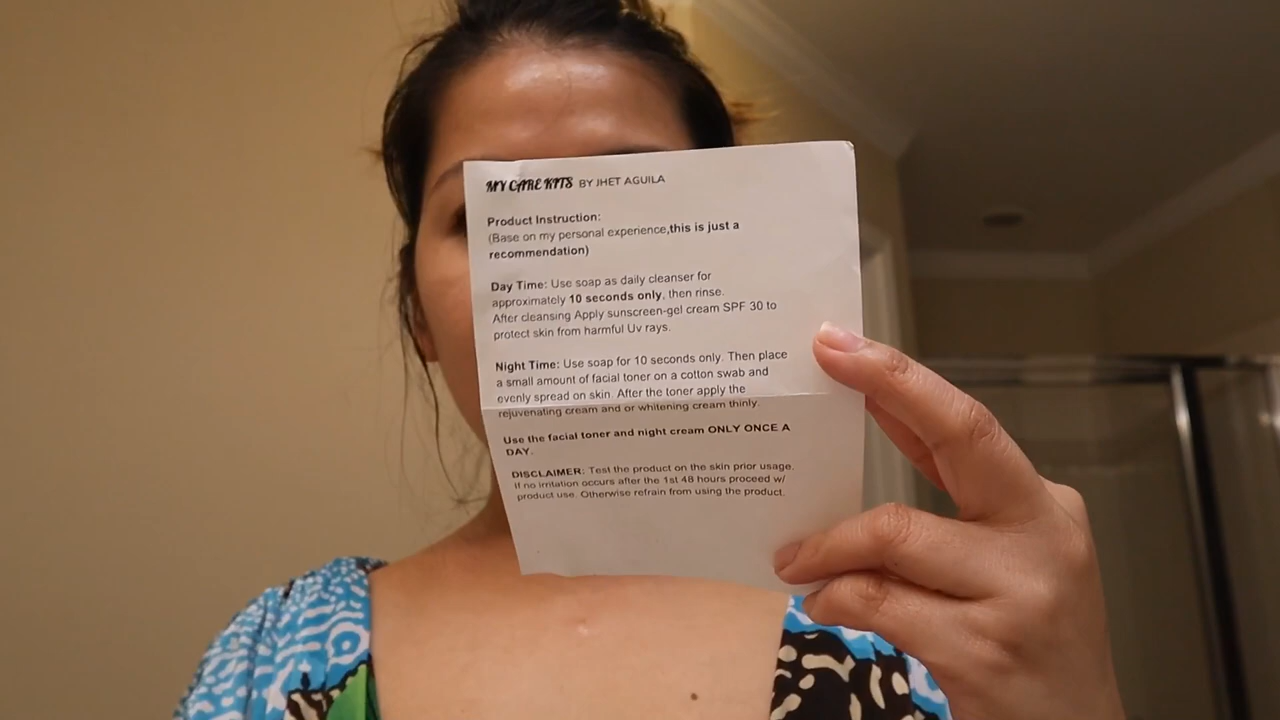 MY CARE KITS BY JHET AGUILA
Product Instruction:
(Base on my personal experience,this is just a
recommendation)
Day Time: Use soap as daily cleanser for
approximately 10 seconds only, then rinse.
After cleansing Apply sunscreen-gel cream SPF 30 to
protect skin from harmful Uv rays.
Night Time: Use soap for 10 seconds only. Then place
a small amount of facial toner on a cotton swab and
evenly spread on skin. After the toner apply the
rejuvenating cream and or whitening cream thinly.
Use the facial toner and night cream ONLY ONCE A
DAY.
DISCLAIMER: Test the product on the skin prior usage.
If no irritation occurs after the 1st 48 hours proceed w/
product use. Otherwise refrain from using the product.